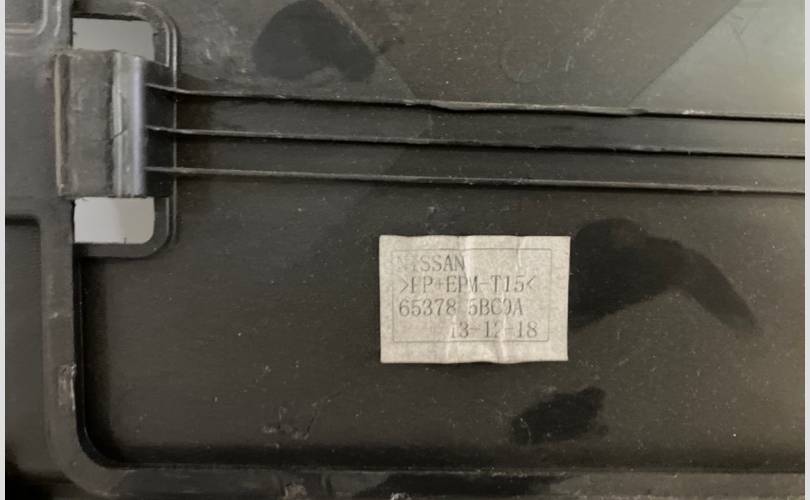 NISSAN
>PP+EPM-T15<
65378 5BC0A
13-12-18